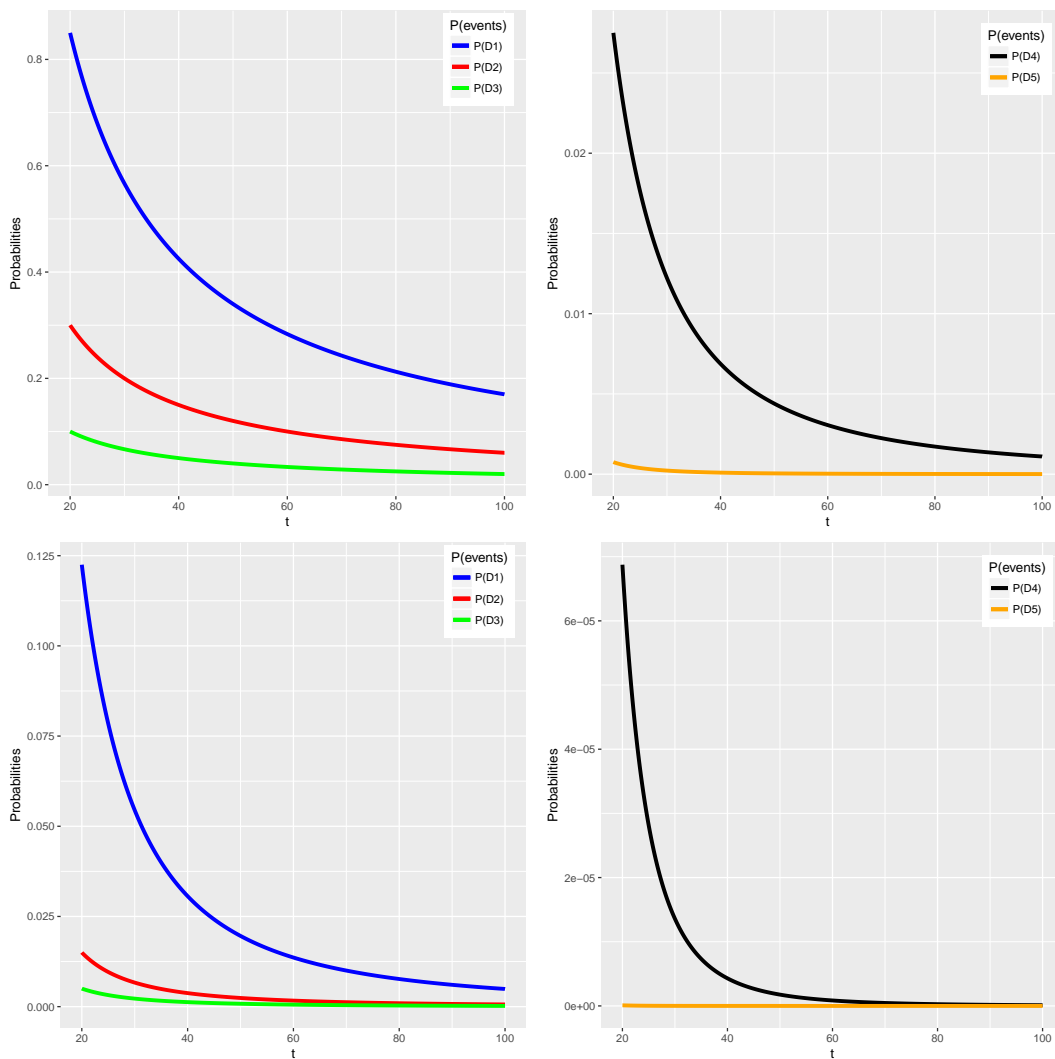 P(events)
P(D1)
P(D2)
P(D3)
0.8
0.6
0.4
0.2
0.0
Probabilities
20 40 60 80 100
t
P(events)
P(D4)
P(D5)
0.02
0.01
0.00
Probabilities
20 40 60 80 100
t
P(events)
P(D1)
P(D2)
P(D3)
0.125
0.100
0.075
0.050
0.025
0.000
Probabilities
20 40 60 80 100
t
P(events)
P(D4)
P(D5)
6e−05
4e−05
2e−05
0e+00
Probabilities
20 40 60 80 100
t